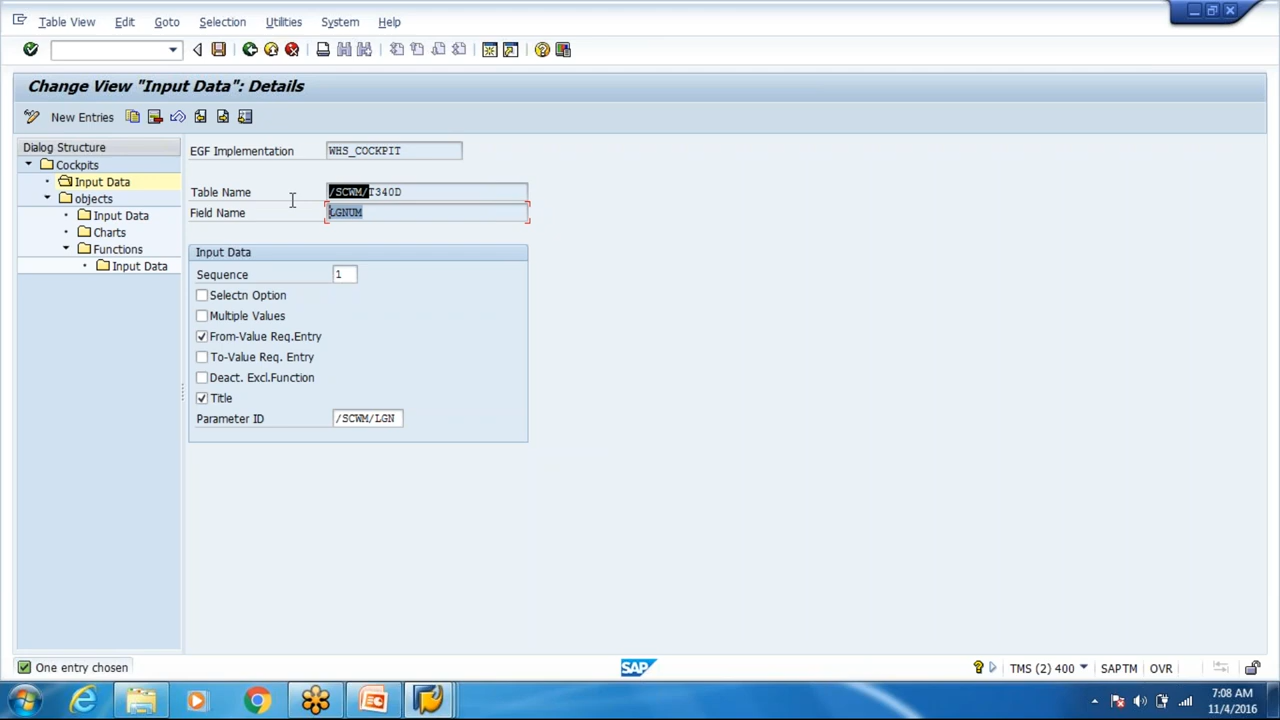 Table View Edit Goto Selection Utilities System Help
Change View "Input Data": Details
New Entries
Dialog Structure
Cockpits
Input Data
objects
Input Data
Charts
Functions
Input Data
EGF Implementation WHS_COCKPIT
Table Name /SCWM/T340D
Field Name LGNUM
Input Data
Sequence 1
Selectn Option
Multiple Values
From-Value Req.Entry
To-Value Req. Entry
Deact. Excl.Function
Title
Parameter ID /SCWM/LGN
One entry chosen
SAP
TMS (2) 400 SAPTM OVR
7:08 AM
11/4/2016